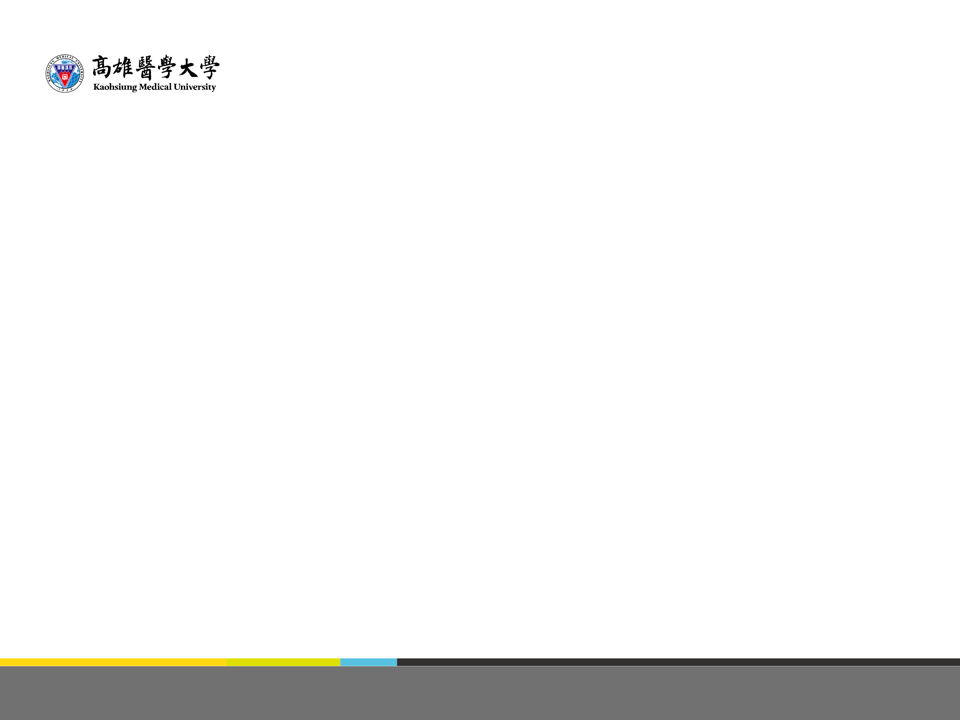 高雄醫學大學
Kaohsiung Medical University